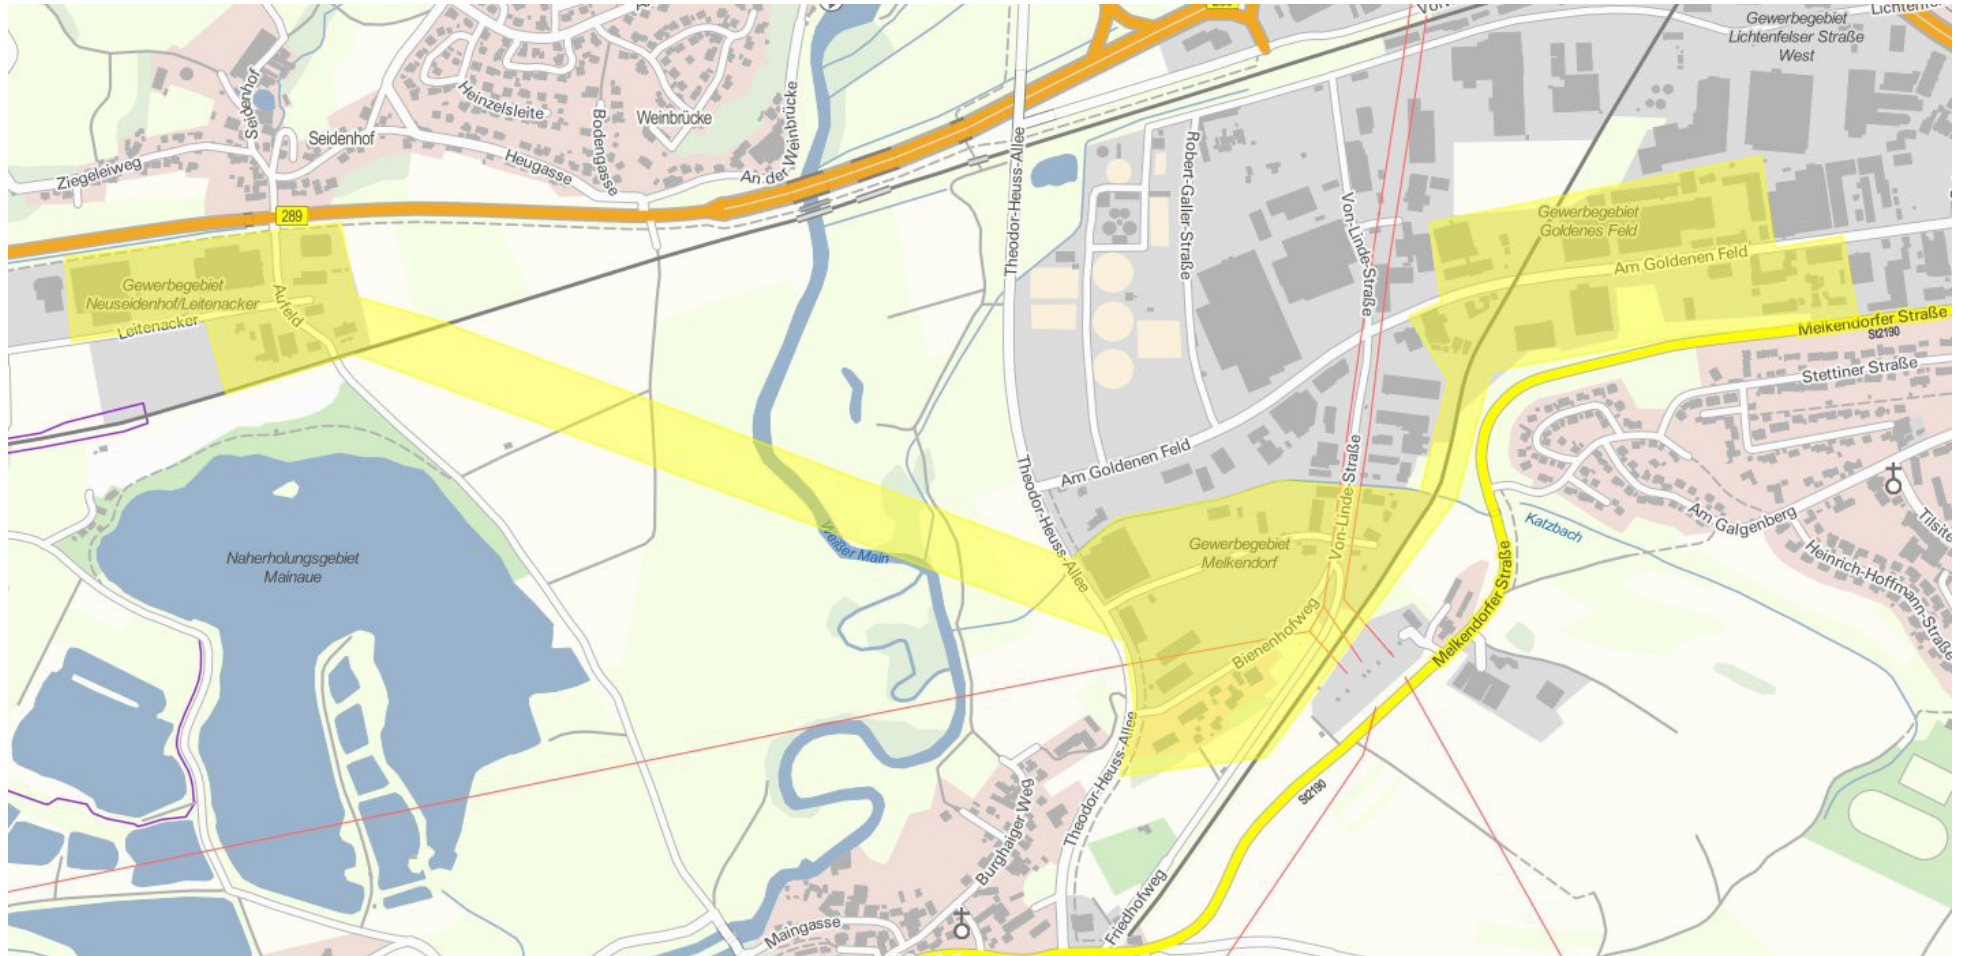 Gewerbegebiet
Lichtenfelser Straße
West
Seidenhof
Heinzelsleite
Bodengasse
Weinbrücke
An der Weinbrücke
Seidenhof
Heugasse
Ziegeleiweg
289
Theodor-Heuss-Allee
Robert-Galler-Straße
Von-Linde-Straße
Gewerbegebiet
Goldenes Feld
Am Goldenen Feld
Gewerbegebiet
Neuseidenhof/Leitenacker
Aufeld
Leitenacker
Melkendorfer Straße
St2190
Stettiner Straße
Am Goldenen Feld
Theodor-Heuss-Allee
Von-Linde-Straße
Am Galgenberg
Katzbach
Heinrich-Hoffmann-Straße
Weißer Main
Gewerbegebiet
Melkendorf
Naherholungsgebiet
Mainaue
Bienenhofweg
Melkendorfer Straße
Theodor-Heuss-Allee
St2190
Burghaiger Weg
Friedhofweg
Maingasse